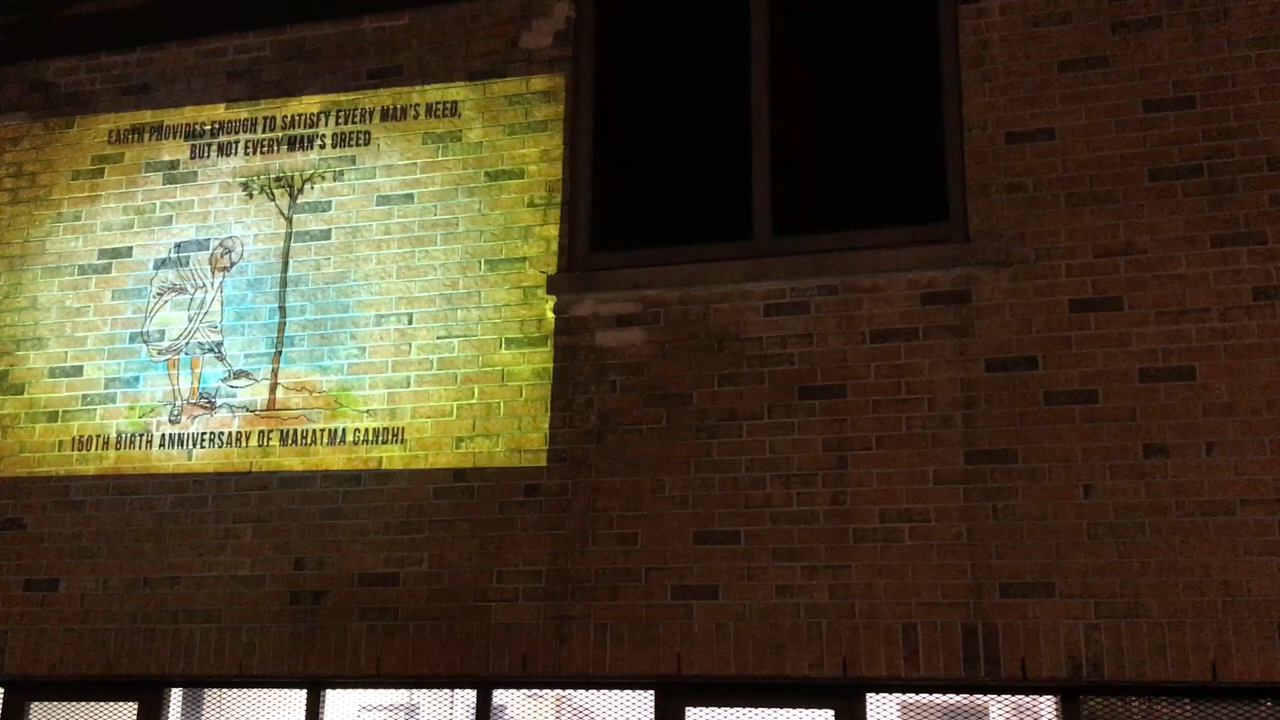 EARTH PROVIDES ENOUGH TO SATISFY EVERY MAN'S NEED,
BUT NOT EVERY MAN'S GREED
150TH BIRTH ANNIVERSARY OF MAHATMA GANDHI